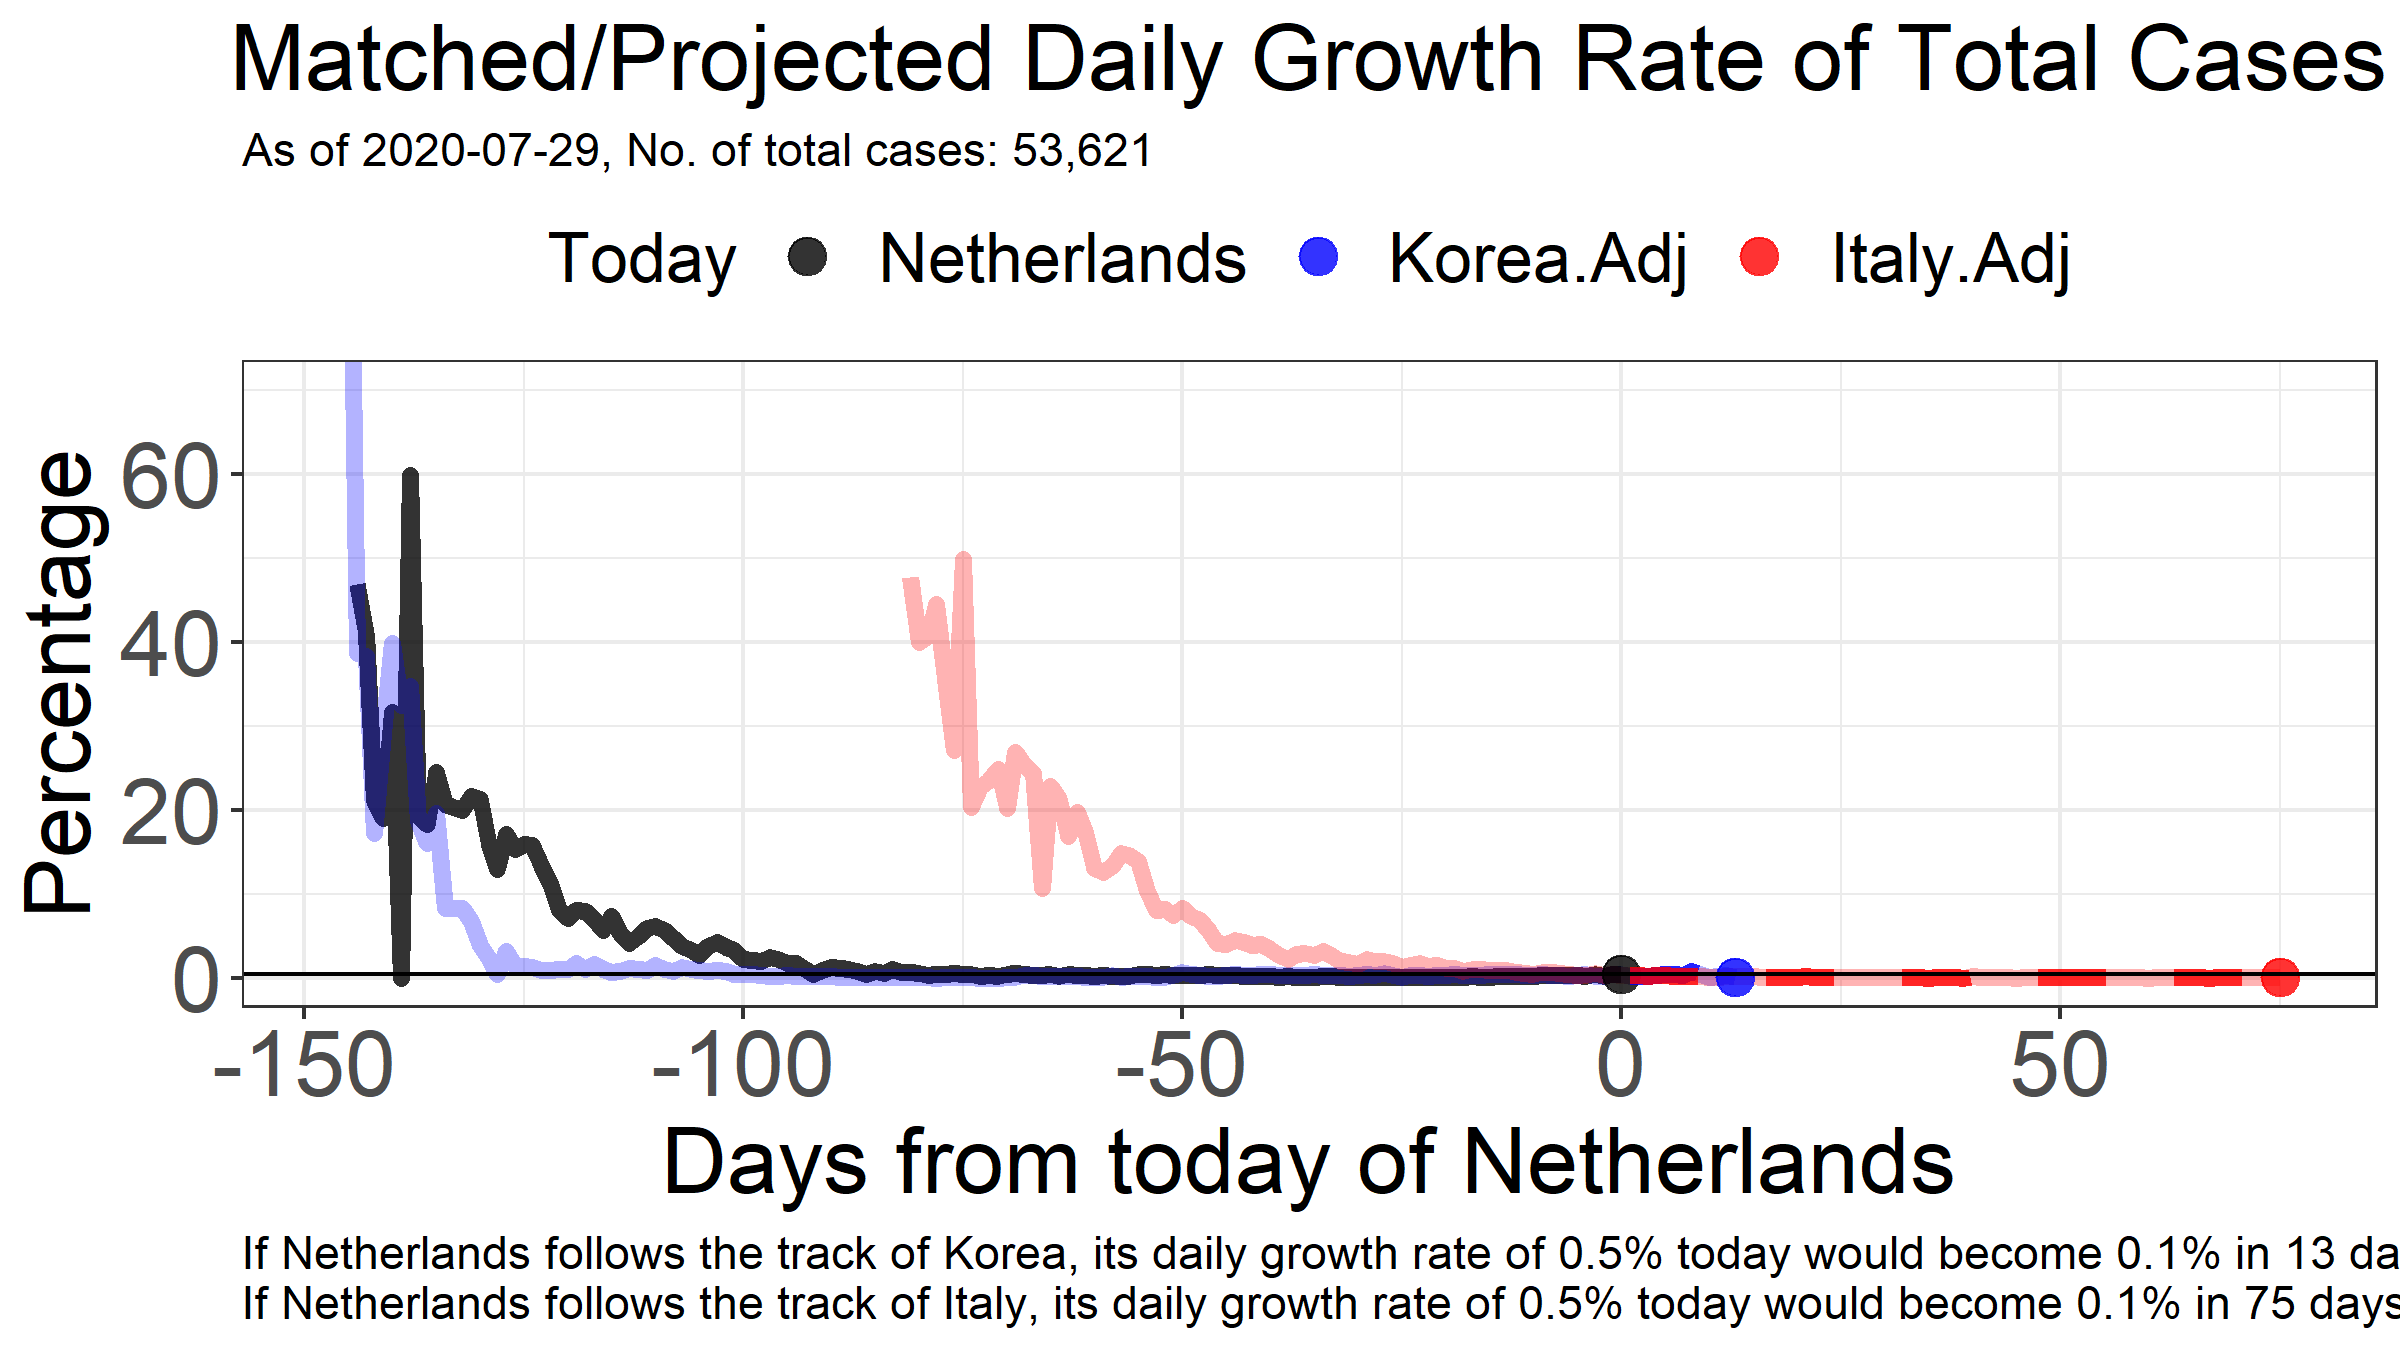 Matched/Projected Daily Growth Rate of Total Cases
As of 2020-07-29, No. of total cases: 53,621
Today Netherlands Korea.Adj Italy.Adj
Percentage
60
40
20
0
-150 -100 -50 0 50
Days from today of Netherlands
If Netherlands follows the track of Korea, its daily growth rate of 0.5% today would become 0.1% in 13 da
If Netherlands follows the track of Italy, its daily growth rate of 0.5% today would become 0.1% in 75 days